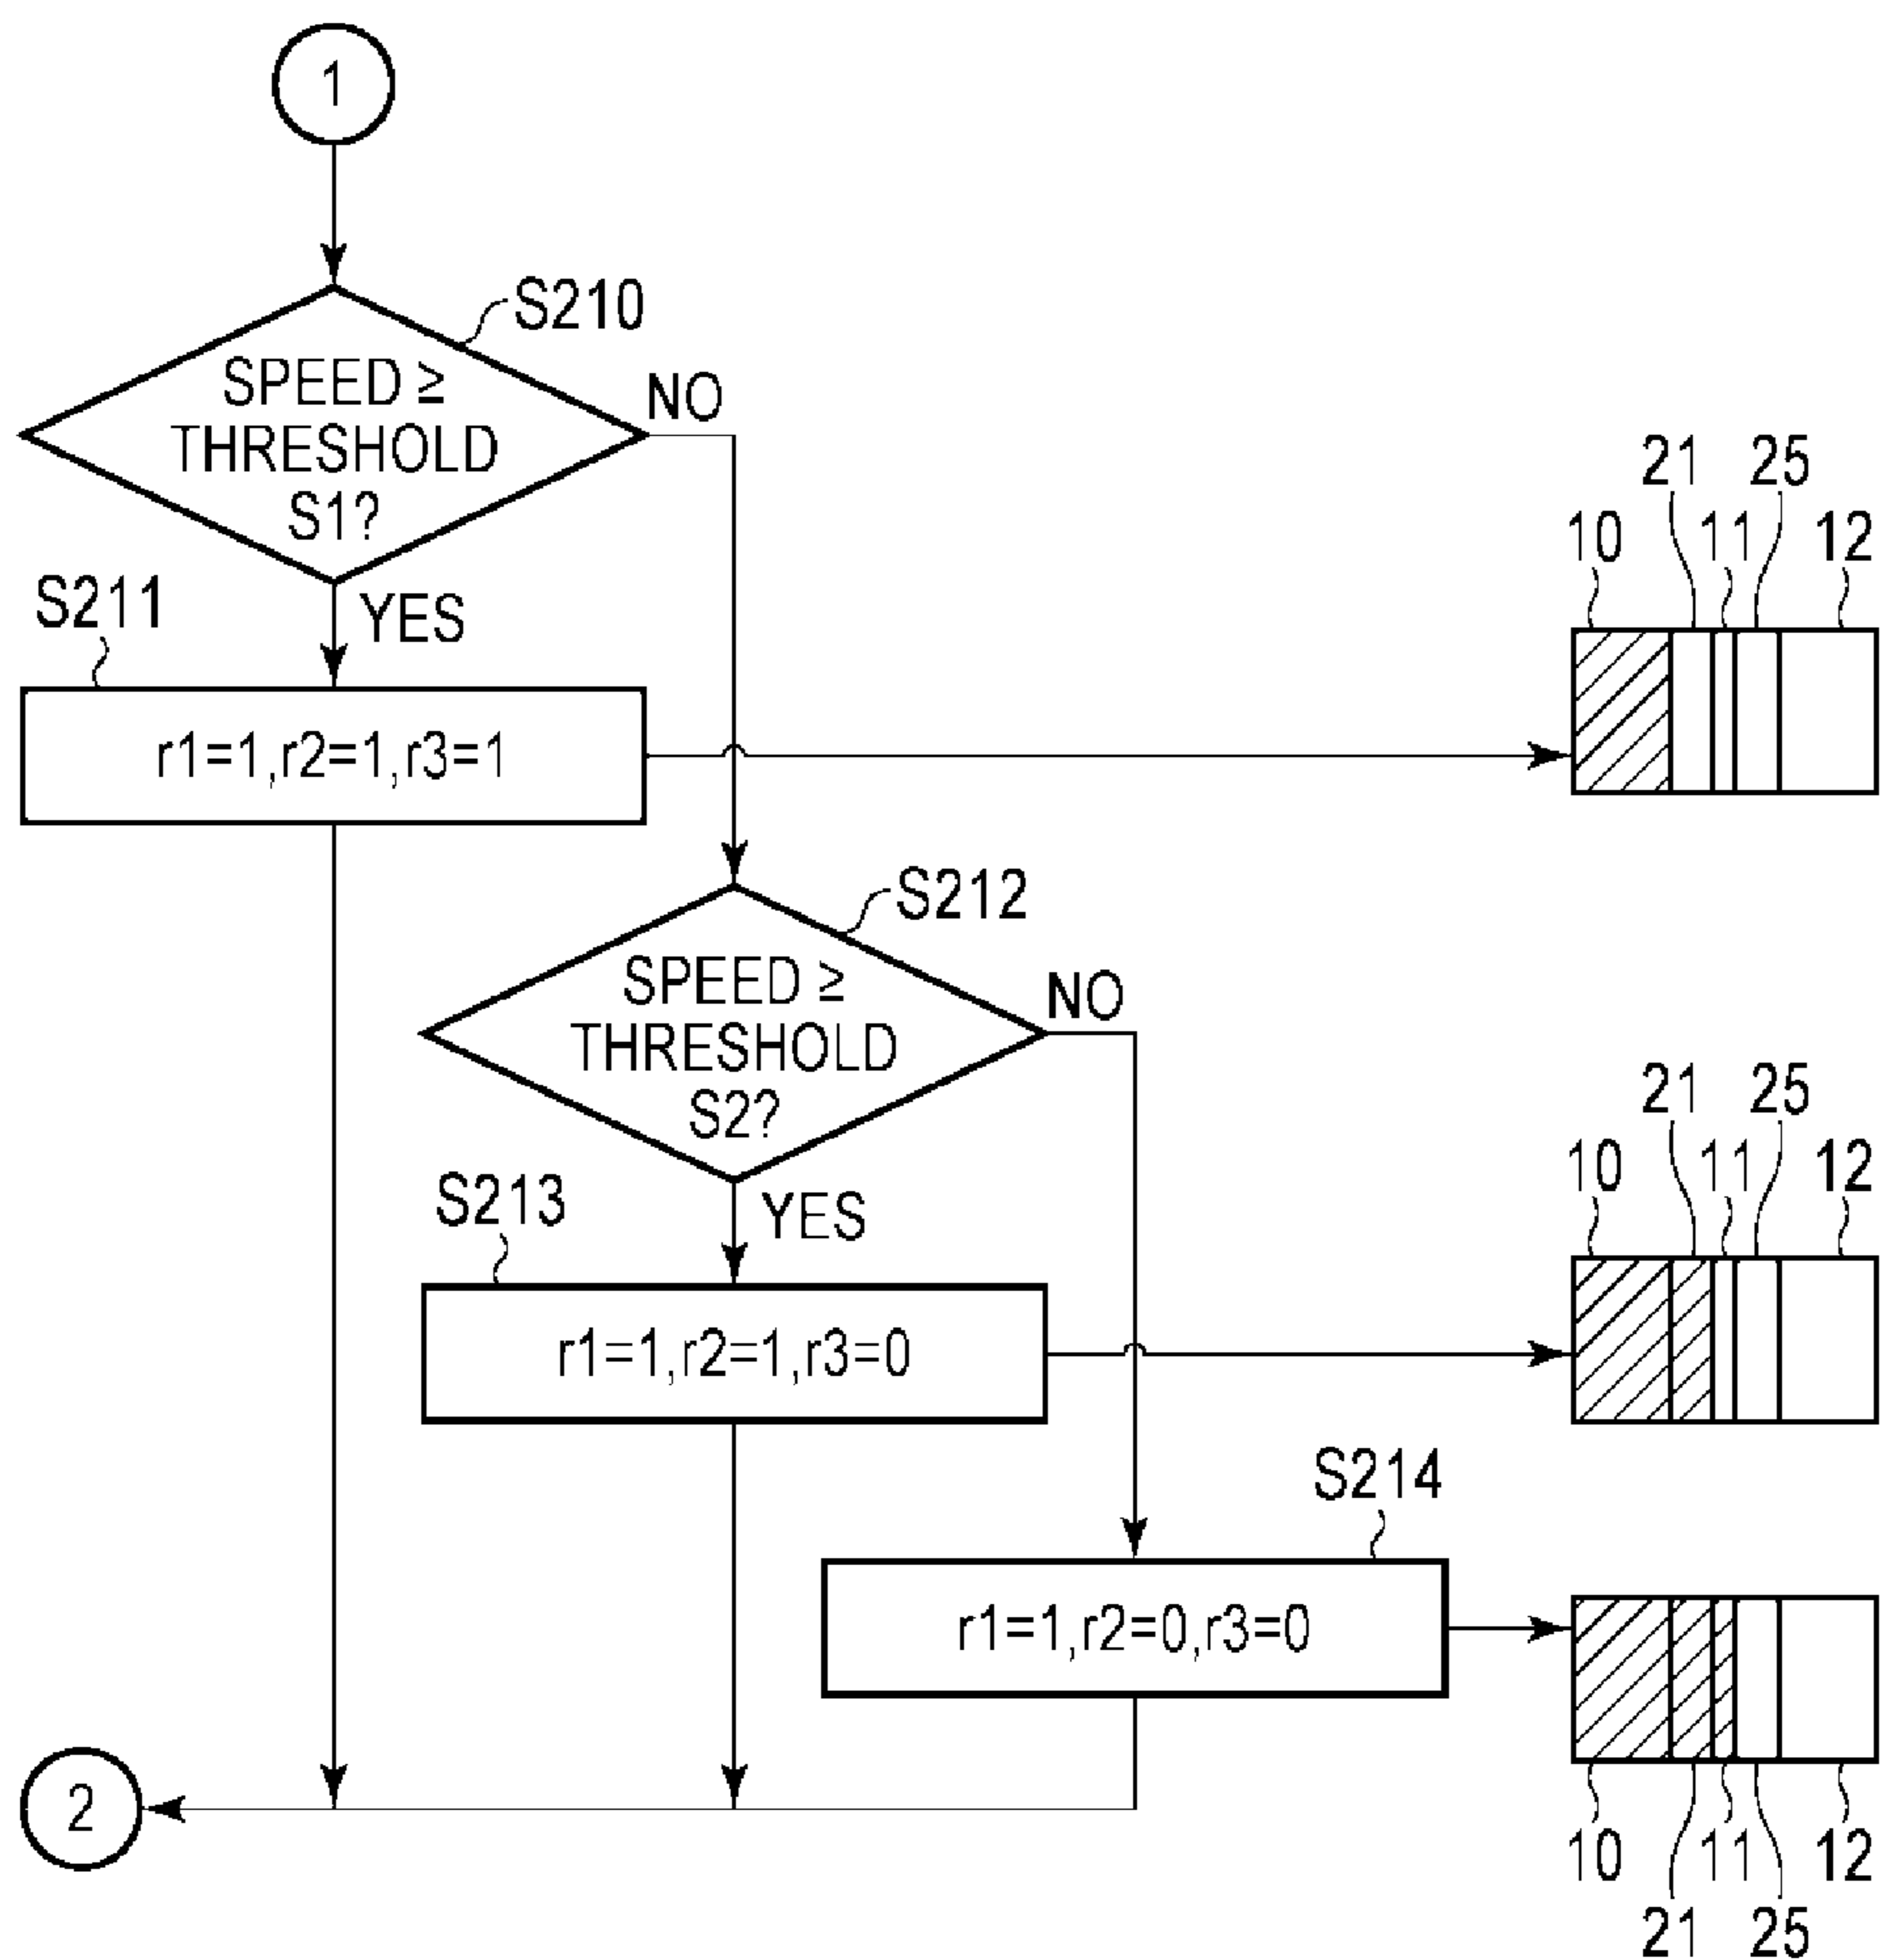 1
S210
SPEED ≥
THRESHOLD
S1?
NO
YES
S211
r1=1,r2=1,r3=1
21 25
10 11 12
S212
SPEED ≥
THRESHOLD
S2?
NO
YES
S213
r1=1,r2=1,r3=0
21 25
10 11 12
S214
r1=1,r2=0,r3=0
2
10 11 12
21 25